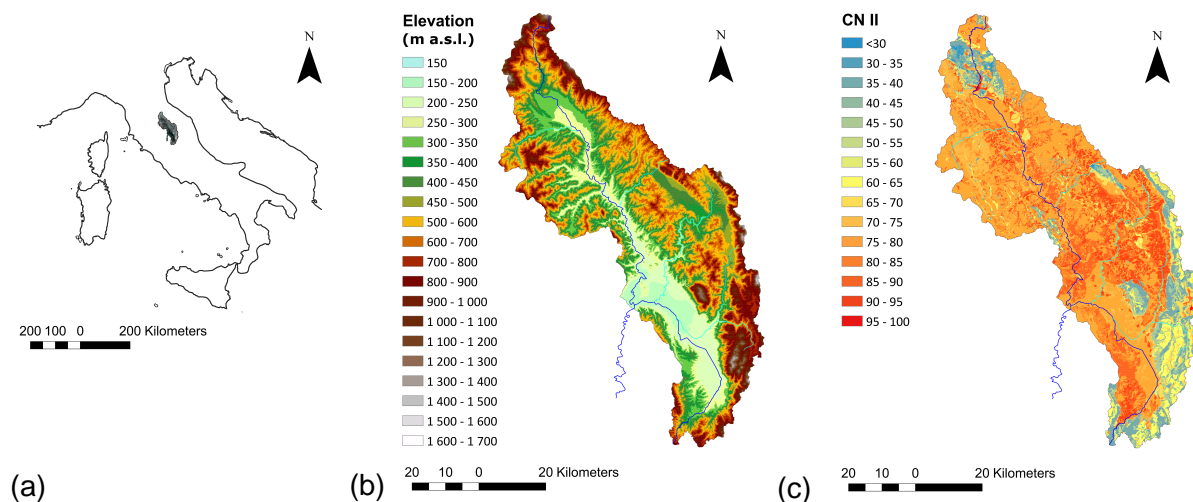 N
200 100 0 200 Kilometers
(a)
Elevation
(m a.s.l.)
150
150 - 200
200 - 250
250 - 300
300 - 350
350 - 400
400 - 450
450 - 500
500 - 600
600 - 700
700 - 800
800 - 900
900 - 1 000
1 000 - 1 100
1 100 - 1 200
1 200 - 1 300
1 300 - 1 400
1 400 - 1 500
1 500 - 1 600
1 600 - 1 700
N
20 10 0 20 Kilometers
(b)
CN II
<30
30 - 35
35 - 40
40 - 45
45 - 50
50 - 55
55 - 60
60 - 65
65 - 70
70 - 75
75 - 80
80 - 85
85 - 90
90 - 95
95 - 100
N
20 10 0 20 Kilometers
(c)